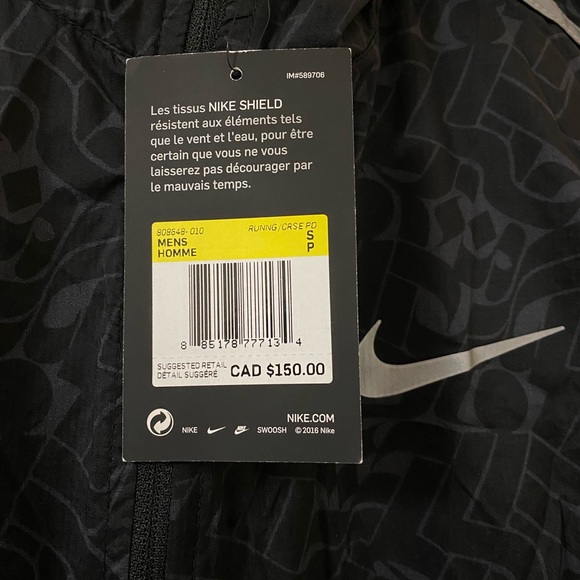 IM#589706
Les tissus NIKE SHIELD
résistent aux éléments tels
que le vent et l'eau, pour être
certain que vous ne vous
laisserez pas décourager par
le mauvais temps.
808648-010 RUNNG/CRSE PD
MENS S
HOMME P
8 85178 77713 4
SUGGESTED RETAIL
DÉTAIL SUGGÉRÉ CAD $150.00
NIKE.COM
NIKE SWOOSH © 2016 Nike